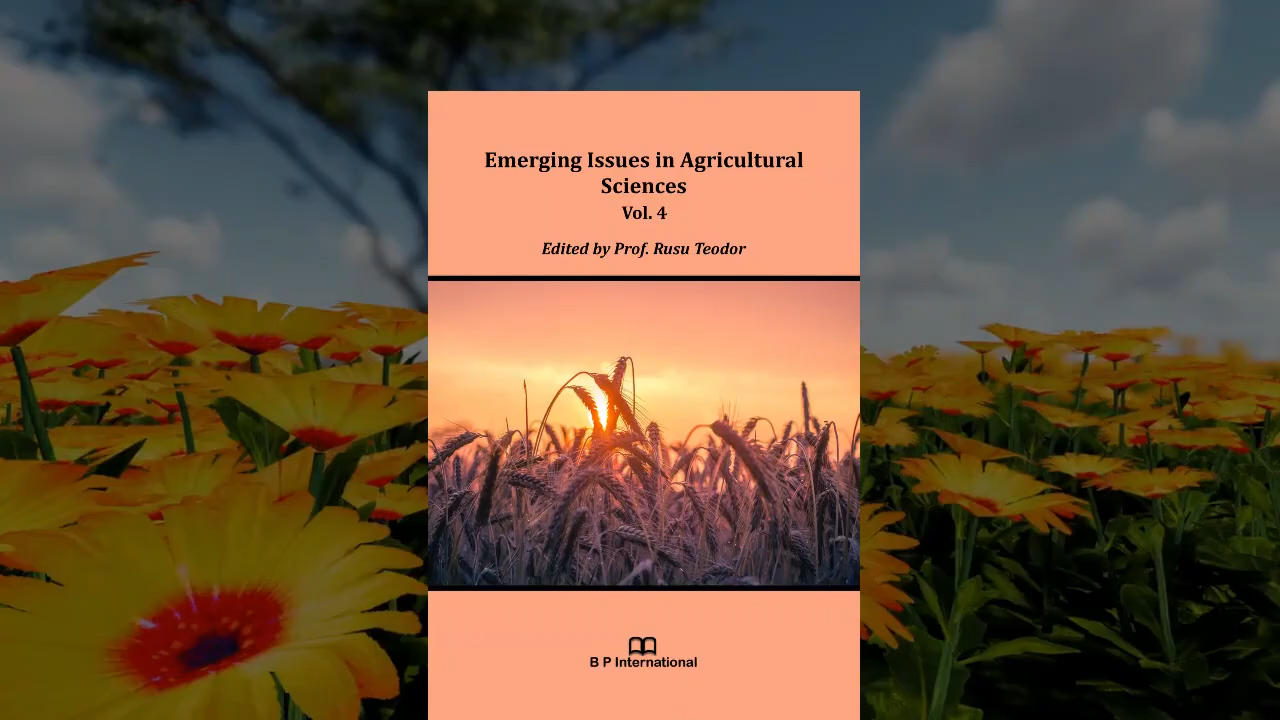 Emerging Issues in Agricultural
Sciences
Vol. 4
Edited by Prof. Rusu Teodor
B P International